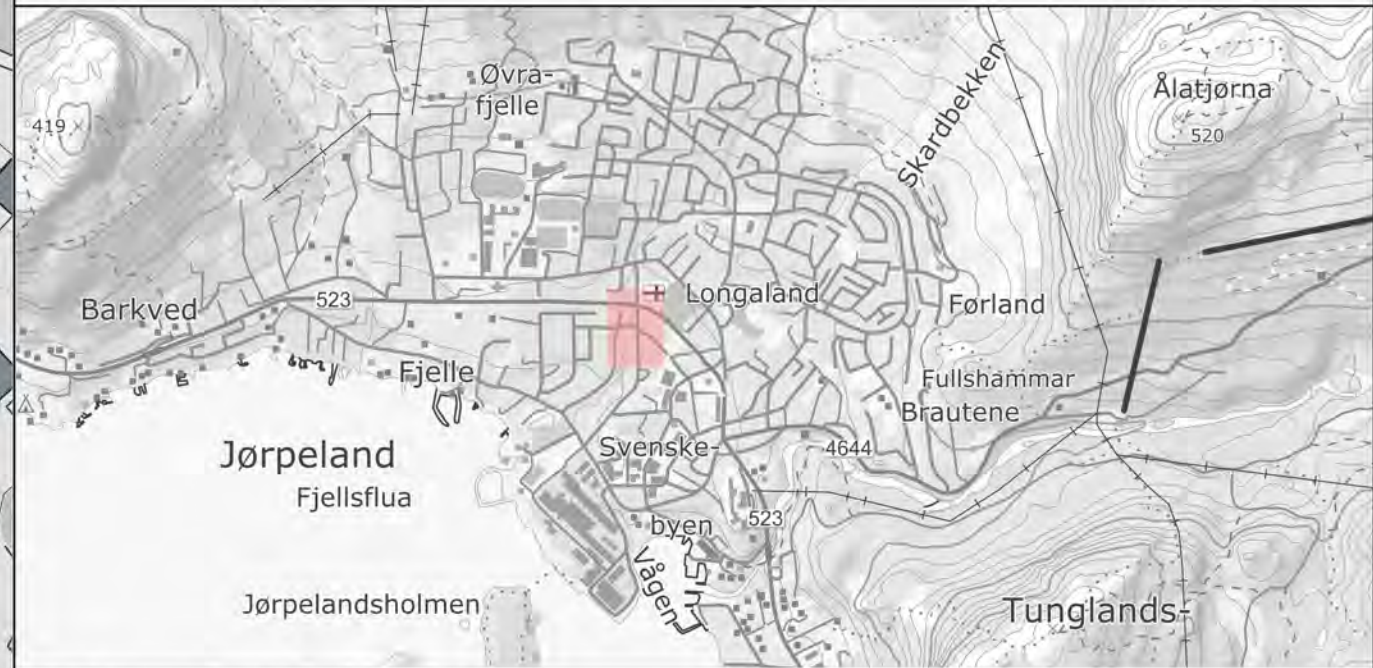 Øvra-
fjelle
Skardbekken
Ålatjørna
520
419
Barkved
523
Longaland
Førland
Fjelle
Fullshammar
Brautene
Jørpeland
Svenske-
4644
Fjellsflua
byen
523
Vågen
Jørpelandsholmen
Tunglands-